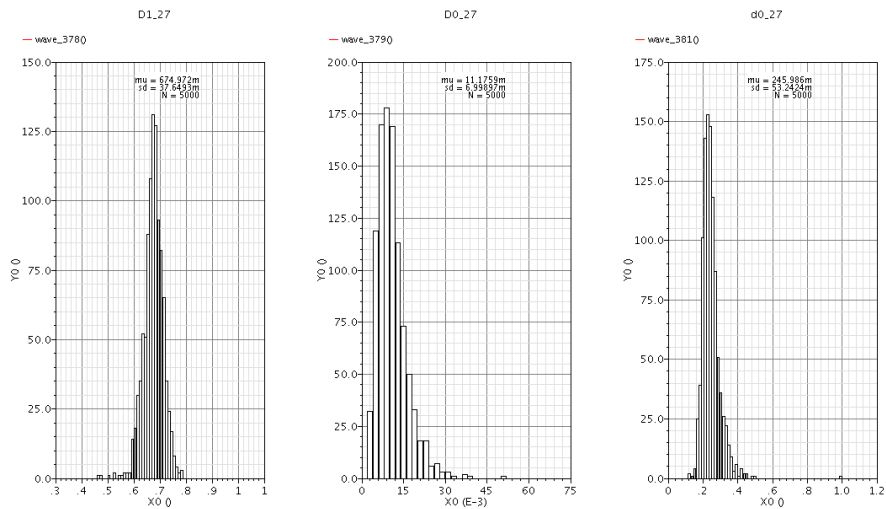 D1_27
wave_378()
mu = 674.972m
sd = 37.6493m
N = 5000
150.0
125.0
100.0
75.0
50.0
25.0
0.0
Y0 ()
.3 .4 .5 .6 .7 .8 .9 1 1
X0 ()
D0_27
wave_379()
mu = 11.1759m
sd = 6.99897m
N = 5000
200.0
175.0
150.0
125.0
100.0
75.0
50.0
25.0
0.0
Y0 ()
0 15 30 45 60 75
X0 (E-3)
d0_27
wave_381()
mu = 245.986m
sd = 53.2424m
N = 5000
175.0
150.0
125.0
100.0
75.0
50.0
25.0
0.0
Y0 ()
0 .2 .4 .6 .8 1.0 1.2
X0 ()